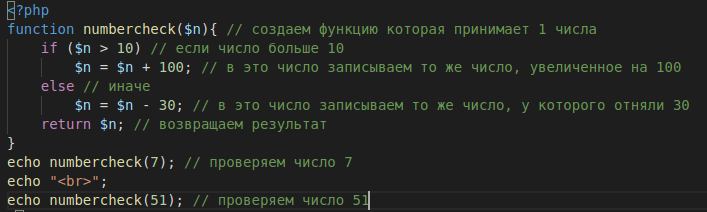 <?php
function numbercheck($n){ // создаем функцию которая принимает 1 числа
    if ($n > 10) // если число больше 10
        $n = $n + 100; // в это число записываем то же число, увеличенное на 100
    else // иначе
        $n = $n - 30; // в это число записываем то же число, у которого отняли 30
    return $n; // возвращаем результат
}
echo numbercheck(7); // проверяем число 7
echo "<br>";
echo numbercheck(51); // проверяем число 51